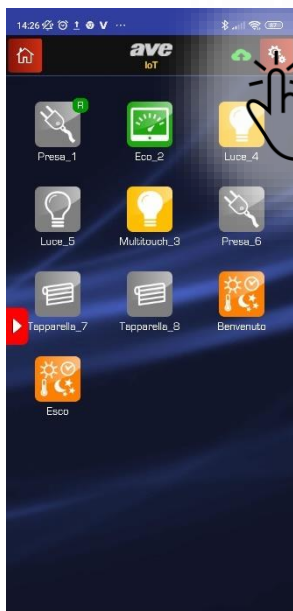 14:26
ave
IoT
A
Presa_1
Eco_2
Luce_4
Luce_5
Multitouch_3
Presa_6
Tapparella_7
Tapparella_8
Benvenuto
Esco